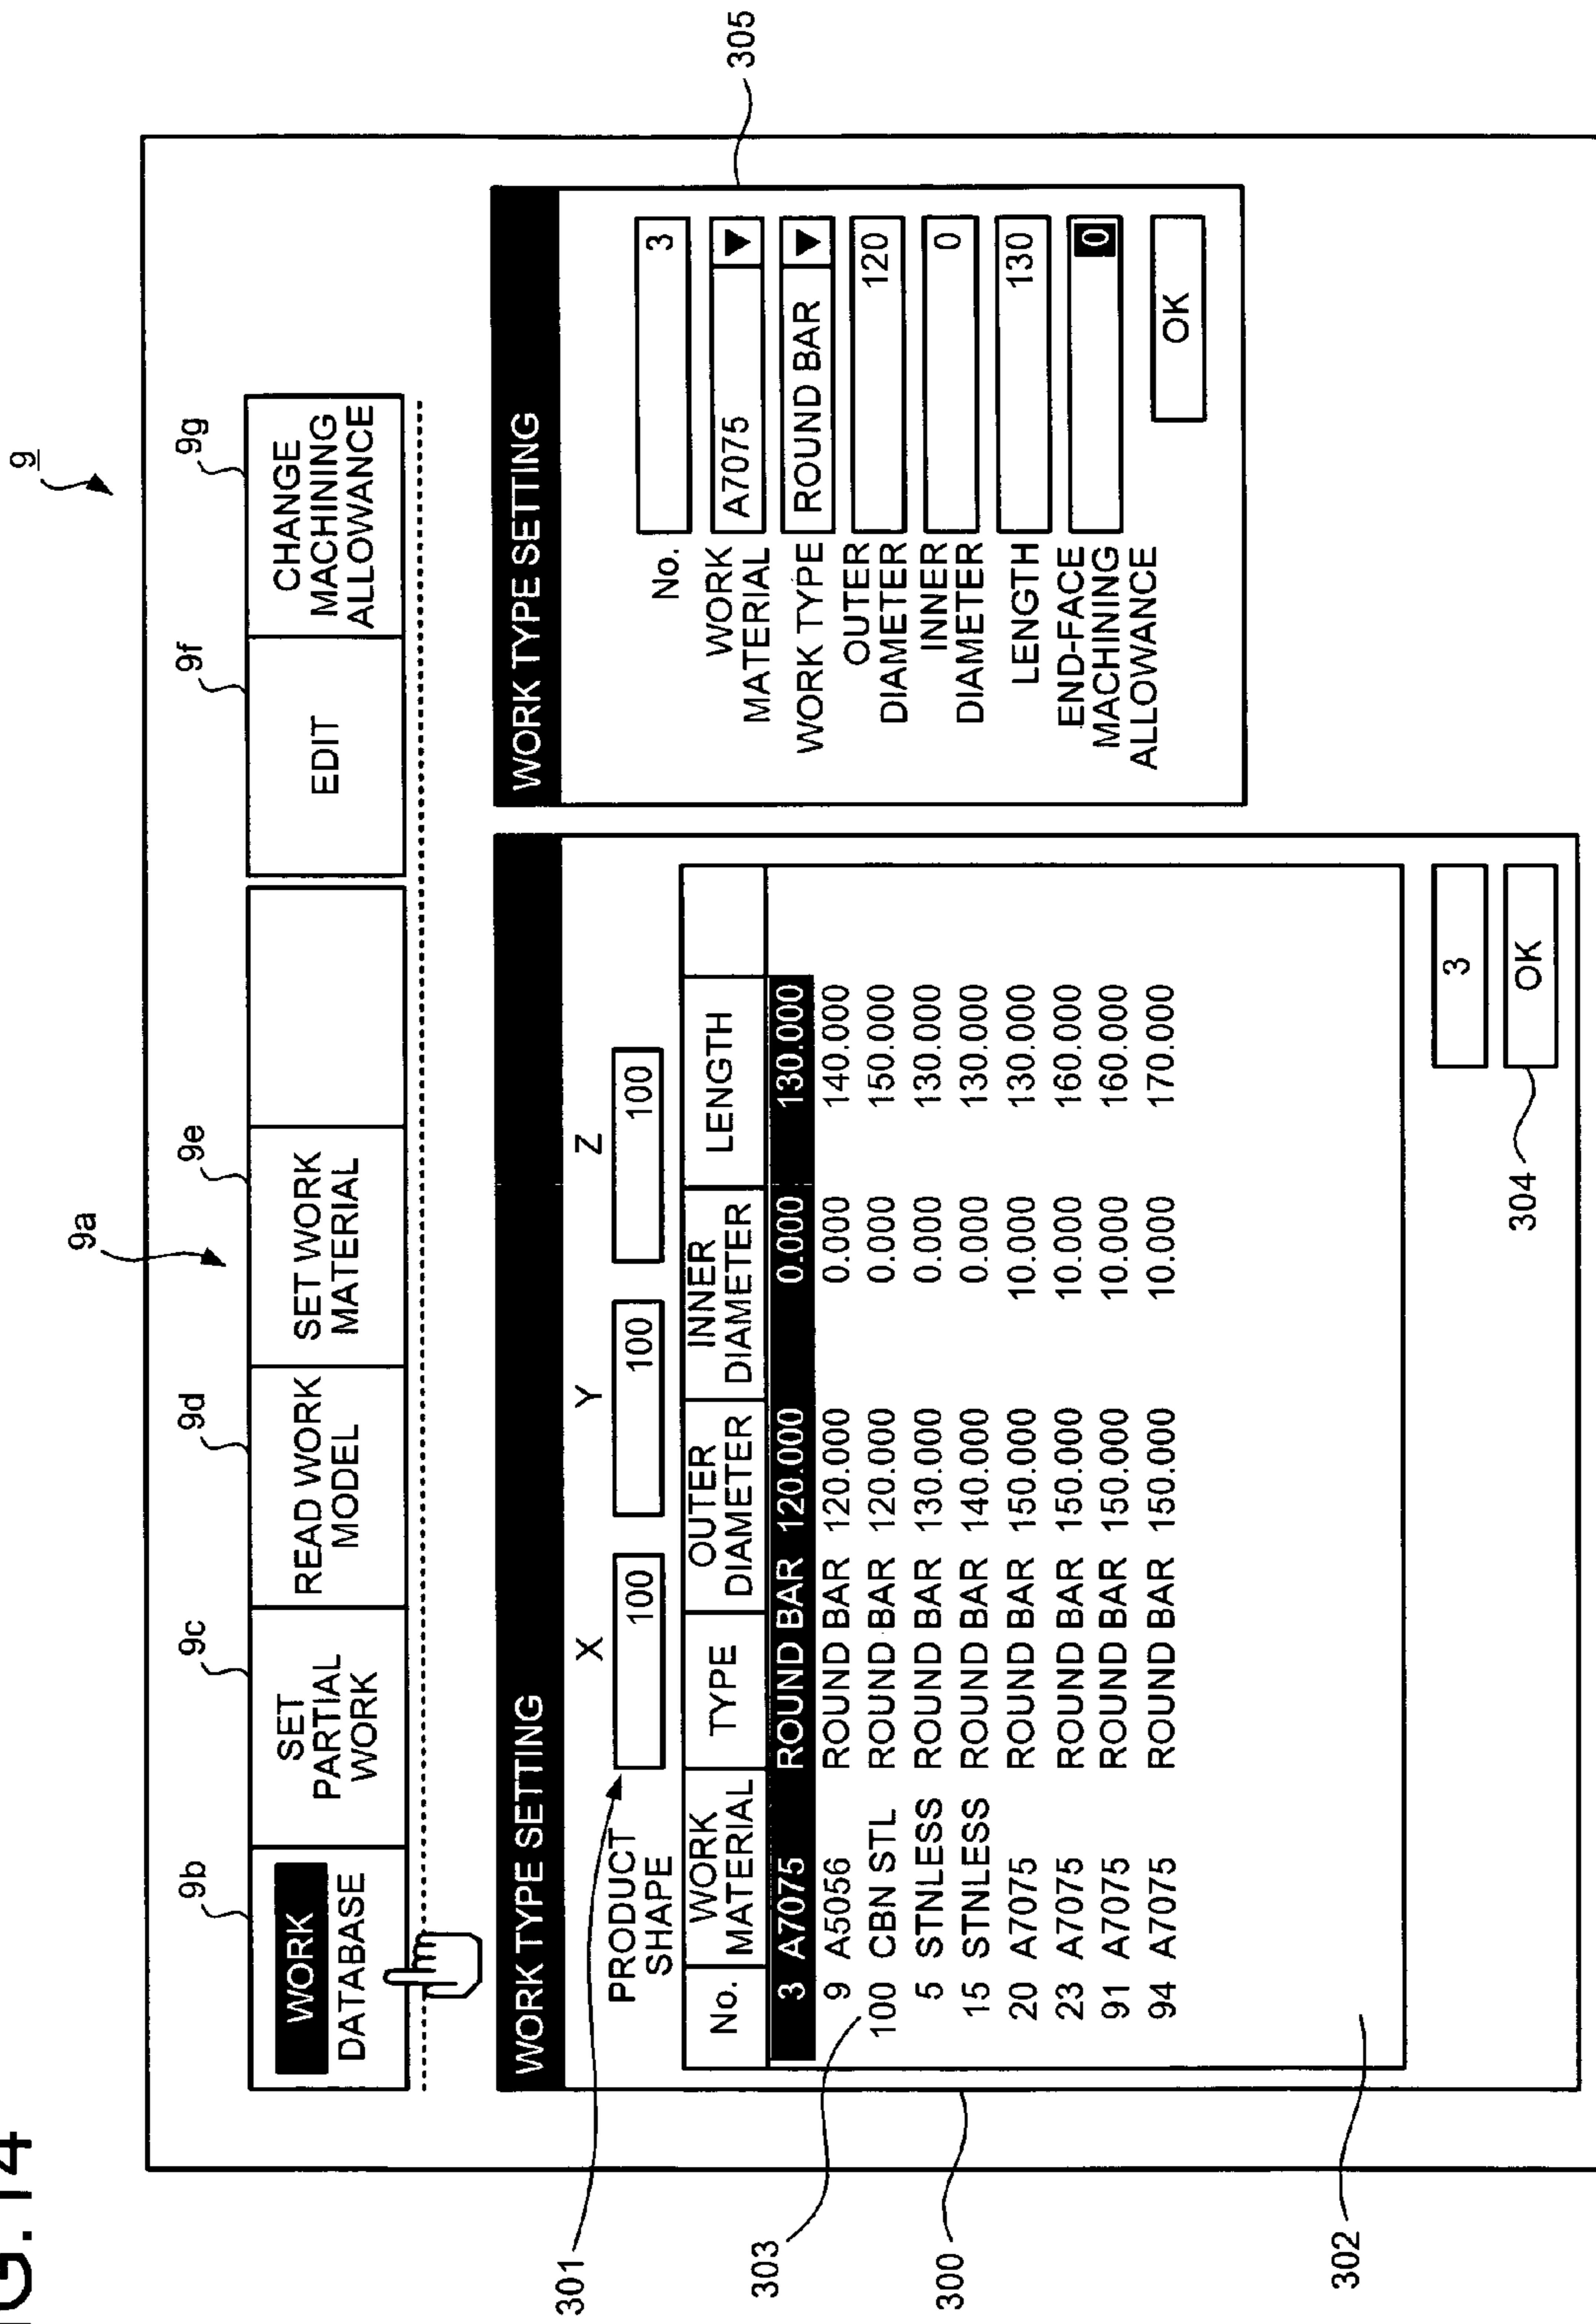 FIG.14
9
9a
9b
9c
9d
9e
9f
9g
WORK
DATABASE
SET
PARTIAL
WORK
READ WORK
MODEL
SET WORK
MATERIAL
EDIT
CHANGE
MACHINING
ALLOWANCE
WORK TYPE SETTING
PRODUCT
SHAPE
X
100
Y
100
Z
100
No. WORK MATERIAL TYPE OUTER DIAMETER INNER DIAMETER LENGTH
3 A7075 ROUND BAR 120.000 0.000 130.000
9 A5056 ROUND BAR 120.000 0.000 140.000
100 CBN STL ROUND BAR 120.000 0.000 150.000
5 STNLESS ROUND BAR 130.000 0.000 130.000
15 STNLESS ROUND BAR 140.000 0.000 130.000
20 A7075 ROUND BAR 150.000 10.000 130.000
23 A7075 ROUND BAR 150.000 10.000 160.000
91 A7075 ROUND BAR 150.000 10.000 160.000
94 A7075 ROUND BAR 150.000 10.000 170.000
3
OK
WORK TYPE SETTING
No. 3
WORK
MATERIAL A7075
WORK TYPE ROUND BAR
OUTER
DIAMETER 120
INNER
DIAMETER 0
LENGTH 130
END-FACE
MACHINING
ALLOWANCE 0
OK
301
303
300
302
304
305